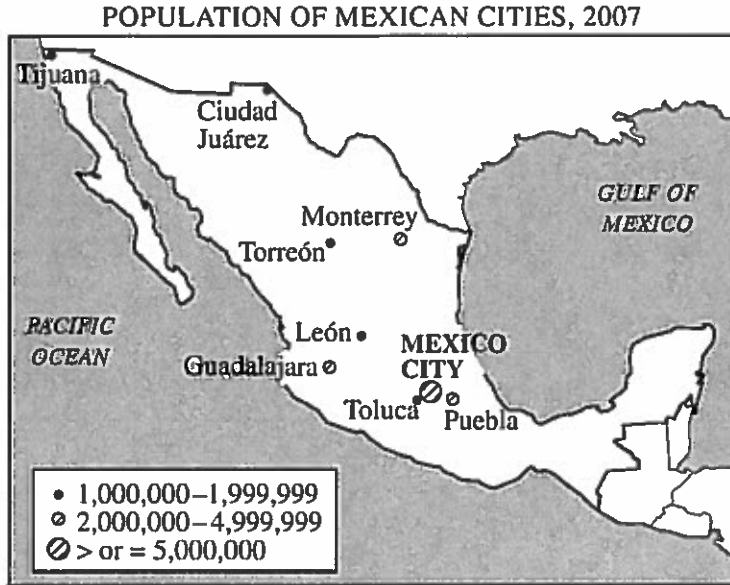 POPULATION OF MEXICAN CITIES, 2007
Tijuana
Ciudad
Juárez
GULF OF
MEXICO
Monterrey
Torreón
PACIFIC
OCEAN
León
MEXICO
CITY
Guadalajara
Toluca
Puebla
1,000,000–1,999,999
2,000,000–4,999,999
> or = 5,000,000